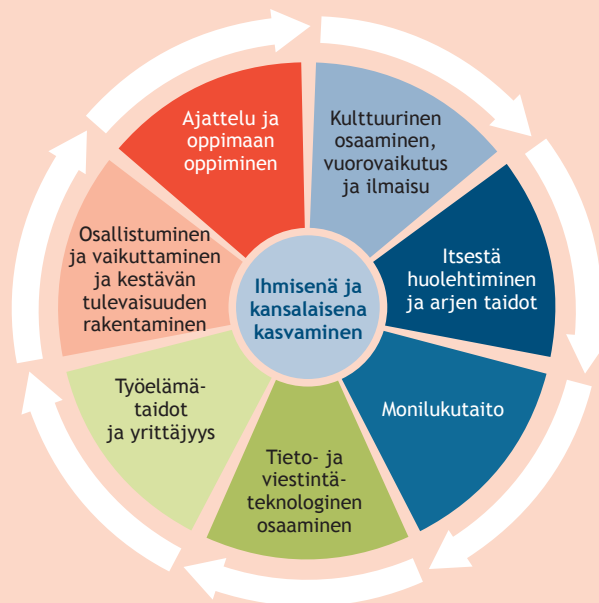 Ajattelu ja
oppimaan
oppiminen
Kulttuurinen
osaaminen,
vuorovaikutus
ja ilmaisu
Itsestä
huolehtiminen
ja arjen taidot
Monilukutaito
Tieto- ja
viestintä-
teknologinen
osaaminen
Työelämä-
taidot
ja yrittäjyys
Osallistuminen
ja vaikuttaminen
ja kestävän
tulevaisuuden
rakentaminen
Ihmisenä ja
kansalaisena
kasvaminen